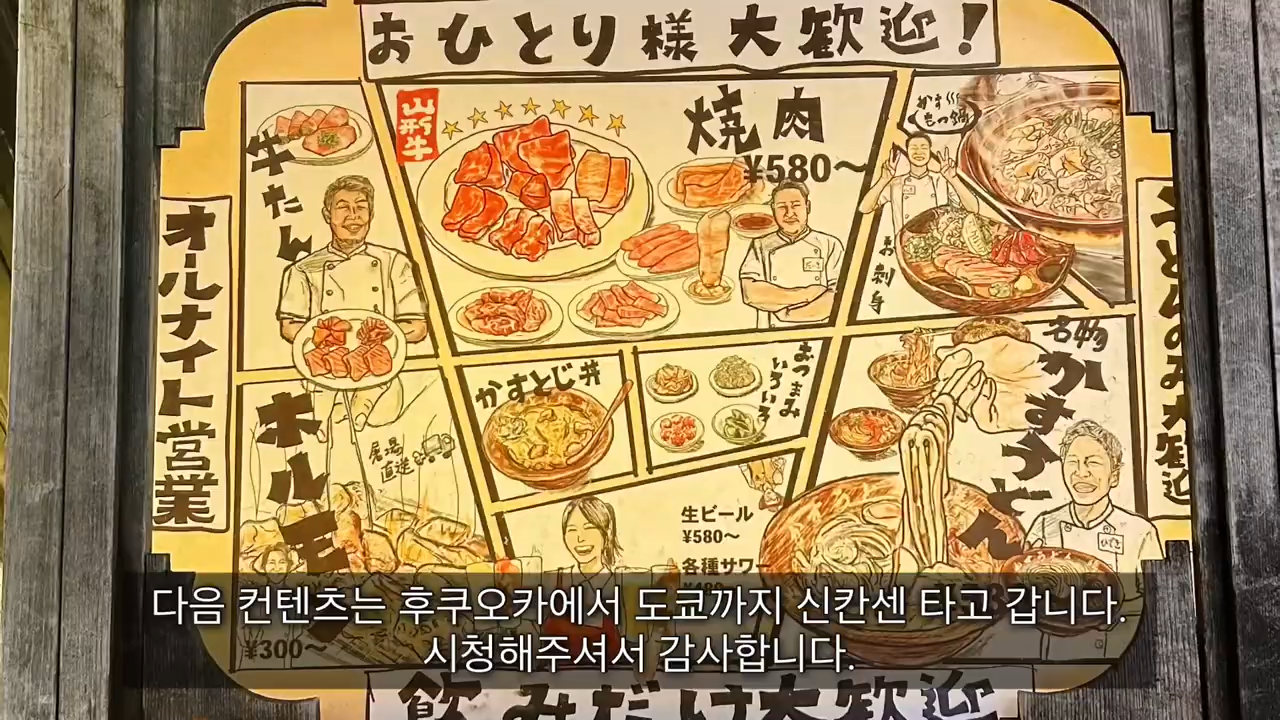 おひとり様 大歓迎!
牛たん
山形牛
焼肉
¥580～
かす
もつ鍋
お刺身
オールナイト営業
うどんのみ大歓迎
ホルモン
産場
直送
かすとじ丼
おつまみ
いろいろ
名物
かすうどん
生ビール
¥580～
各種サワー
¥300～
다음 컨텐츠는 후쿠오카에서 도쿄까지 신칸센 타고 갑니다.
시청해주셔서 감사합니다.
飲みだけ大歓迎